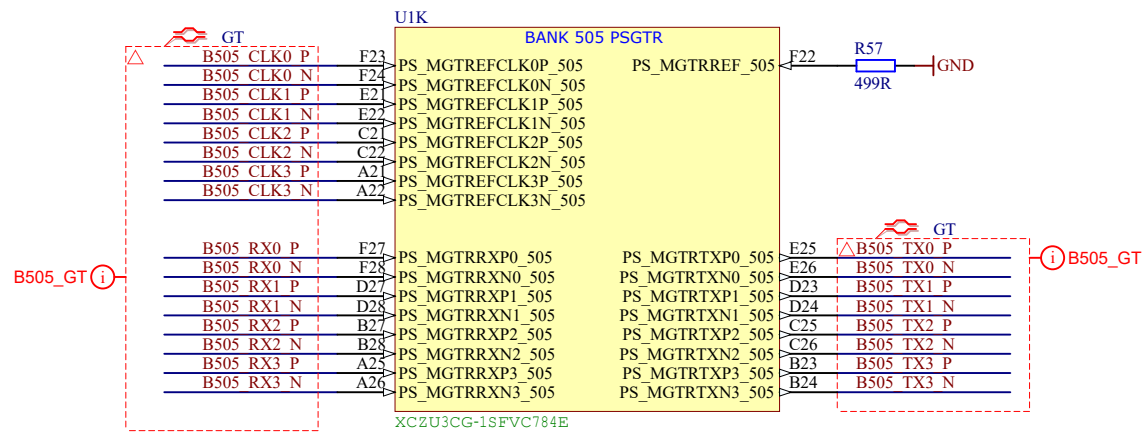 U1K
BANK 505 PSGTR
GT
B505_CLK0_P F23 PS_MGTREFCLK0P_505
B505_CLK0_N F24 PS_MGTREFCLK0N_505
B505_CLK1_P E21 PS_MGTREFCLK1P_505
B505_CLK1_N E22 PS_MGTREFCLK1N_505
B505_CLK2_P C21 PS_MGTREFCLK2P_505
B505_CLK2_N C22 PS_MGTREFCLK2N_505
B505_CLK3_P A21 PS_MGTREFCLK3P_505
B505_CLK3_N A22 PS_MGTREFCLK3N_505
PS_MGTRREF_505 F22 R57 GND
499R
B505_RX0_P F27 PS_MGTRRXP0_505
B505_RX0_N F28 PS_MGTRRXN0_505
B505_RX1_P D27 PS_MGTRRXP1_505
B505_RX1_N D28 PS_MGTRRXN1_505
B505_RX2_P B27 PS_MGTRRXP2_505
B505_RX2_N B28 PS_MGTRRXN2_505
B505_RX3_P A25 PS_MGTRRXP3_505
B505_RX3_N A26 PS_MGTRRXN3_505
B505_GT i
GT
PS_MGTRTXP0_505 E25 B505_TX0_P
PS_MGTRTXN0_505 E26 B505_TX0_N
PS_MGTRTXP1_505 D23 B505_TX1_P
PS_MGTRTXN1_505 D24 B505_TX1_N
PS_MGTRTXP2_505 C25 B505_TX2_P
PS_MGTRTXN2_505 C26 B505_TX2_N
PS_MGTRTXP3_505 B23 B505_TX3_P
PS_MGTRTXN3_505 B24 B505_TX3_N
i B505_GT
XCZU3CG-1SFVC784E